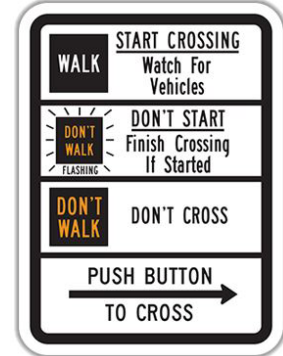 WALK
START CROSSING
Watch For
Vehicles
DON'T
WALK
FLASHING
DON'T START
Finish Crossing
If Started
DON'T
WALK
DON'T CROSS
PUSH BUTTON
TO CROSS